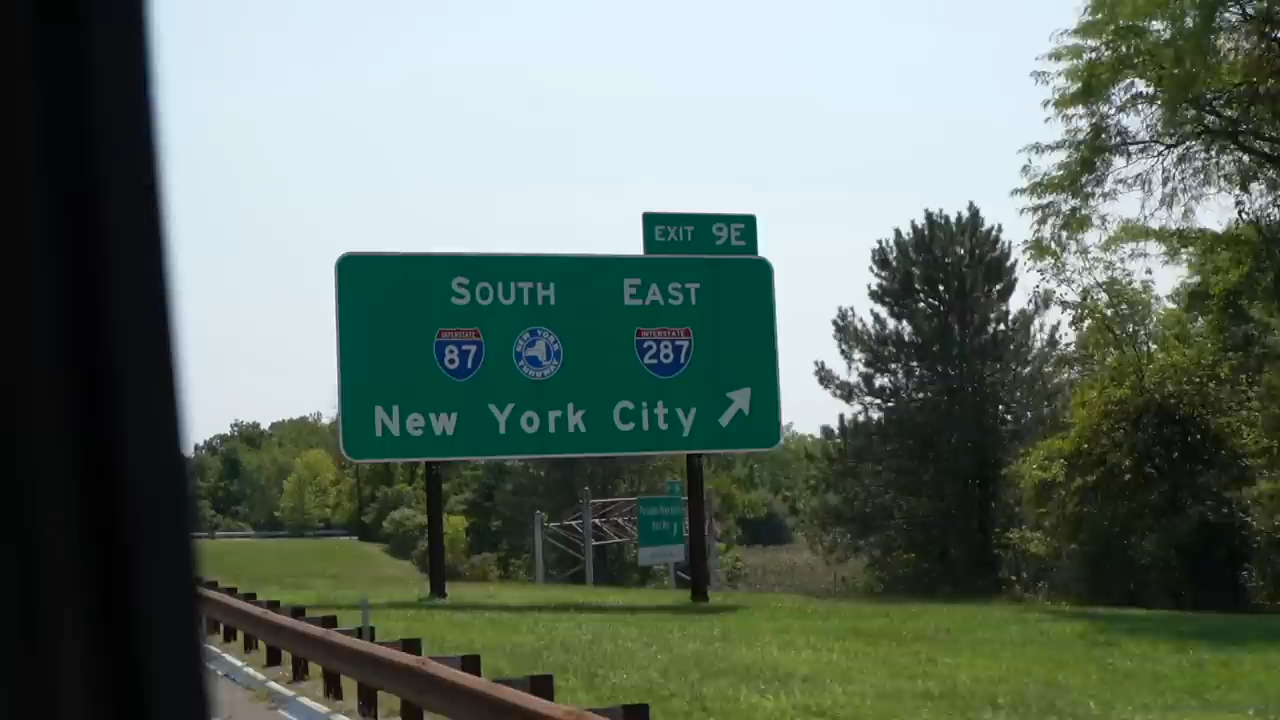 EXIT 9E
SOUTH EAST
INTERSTATE 87 NEW YORK THRUWAY INTERSTATE 287
New York City